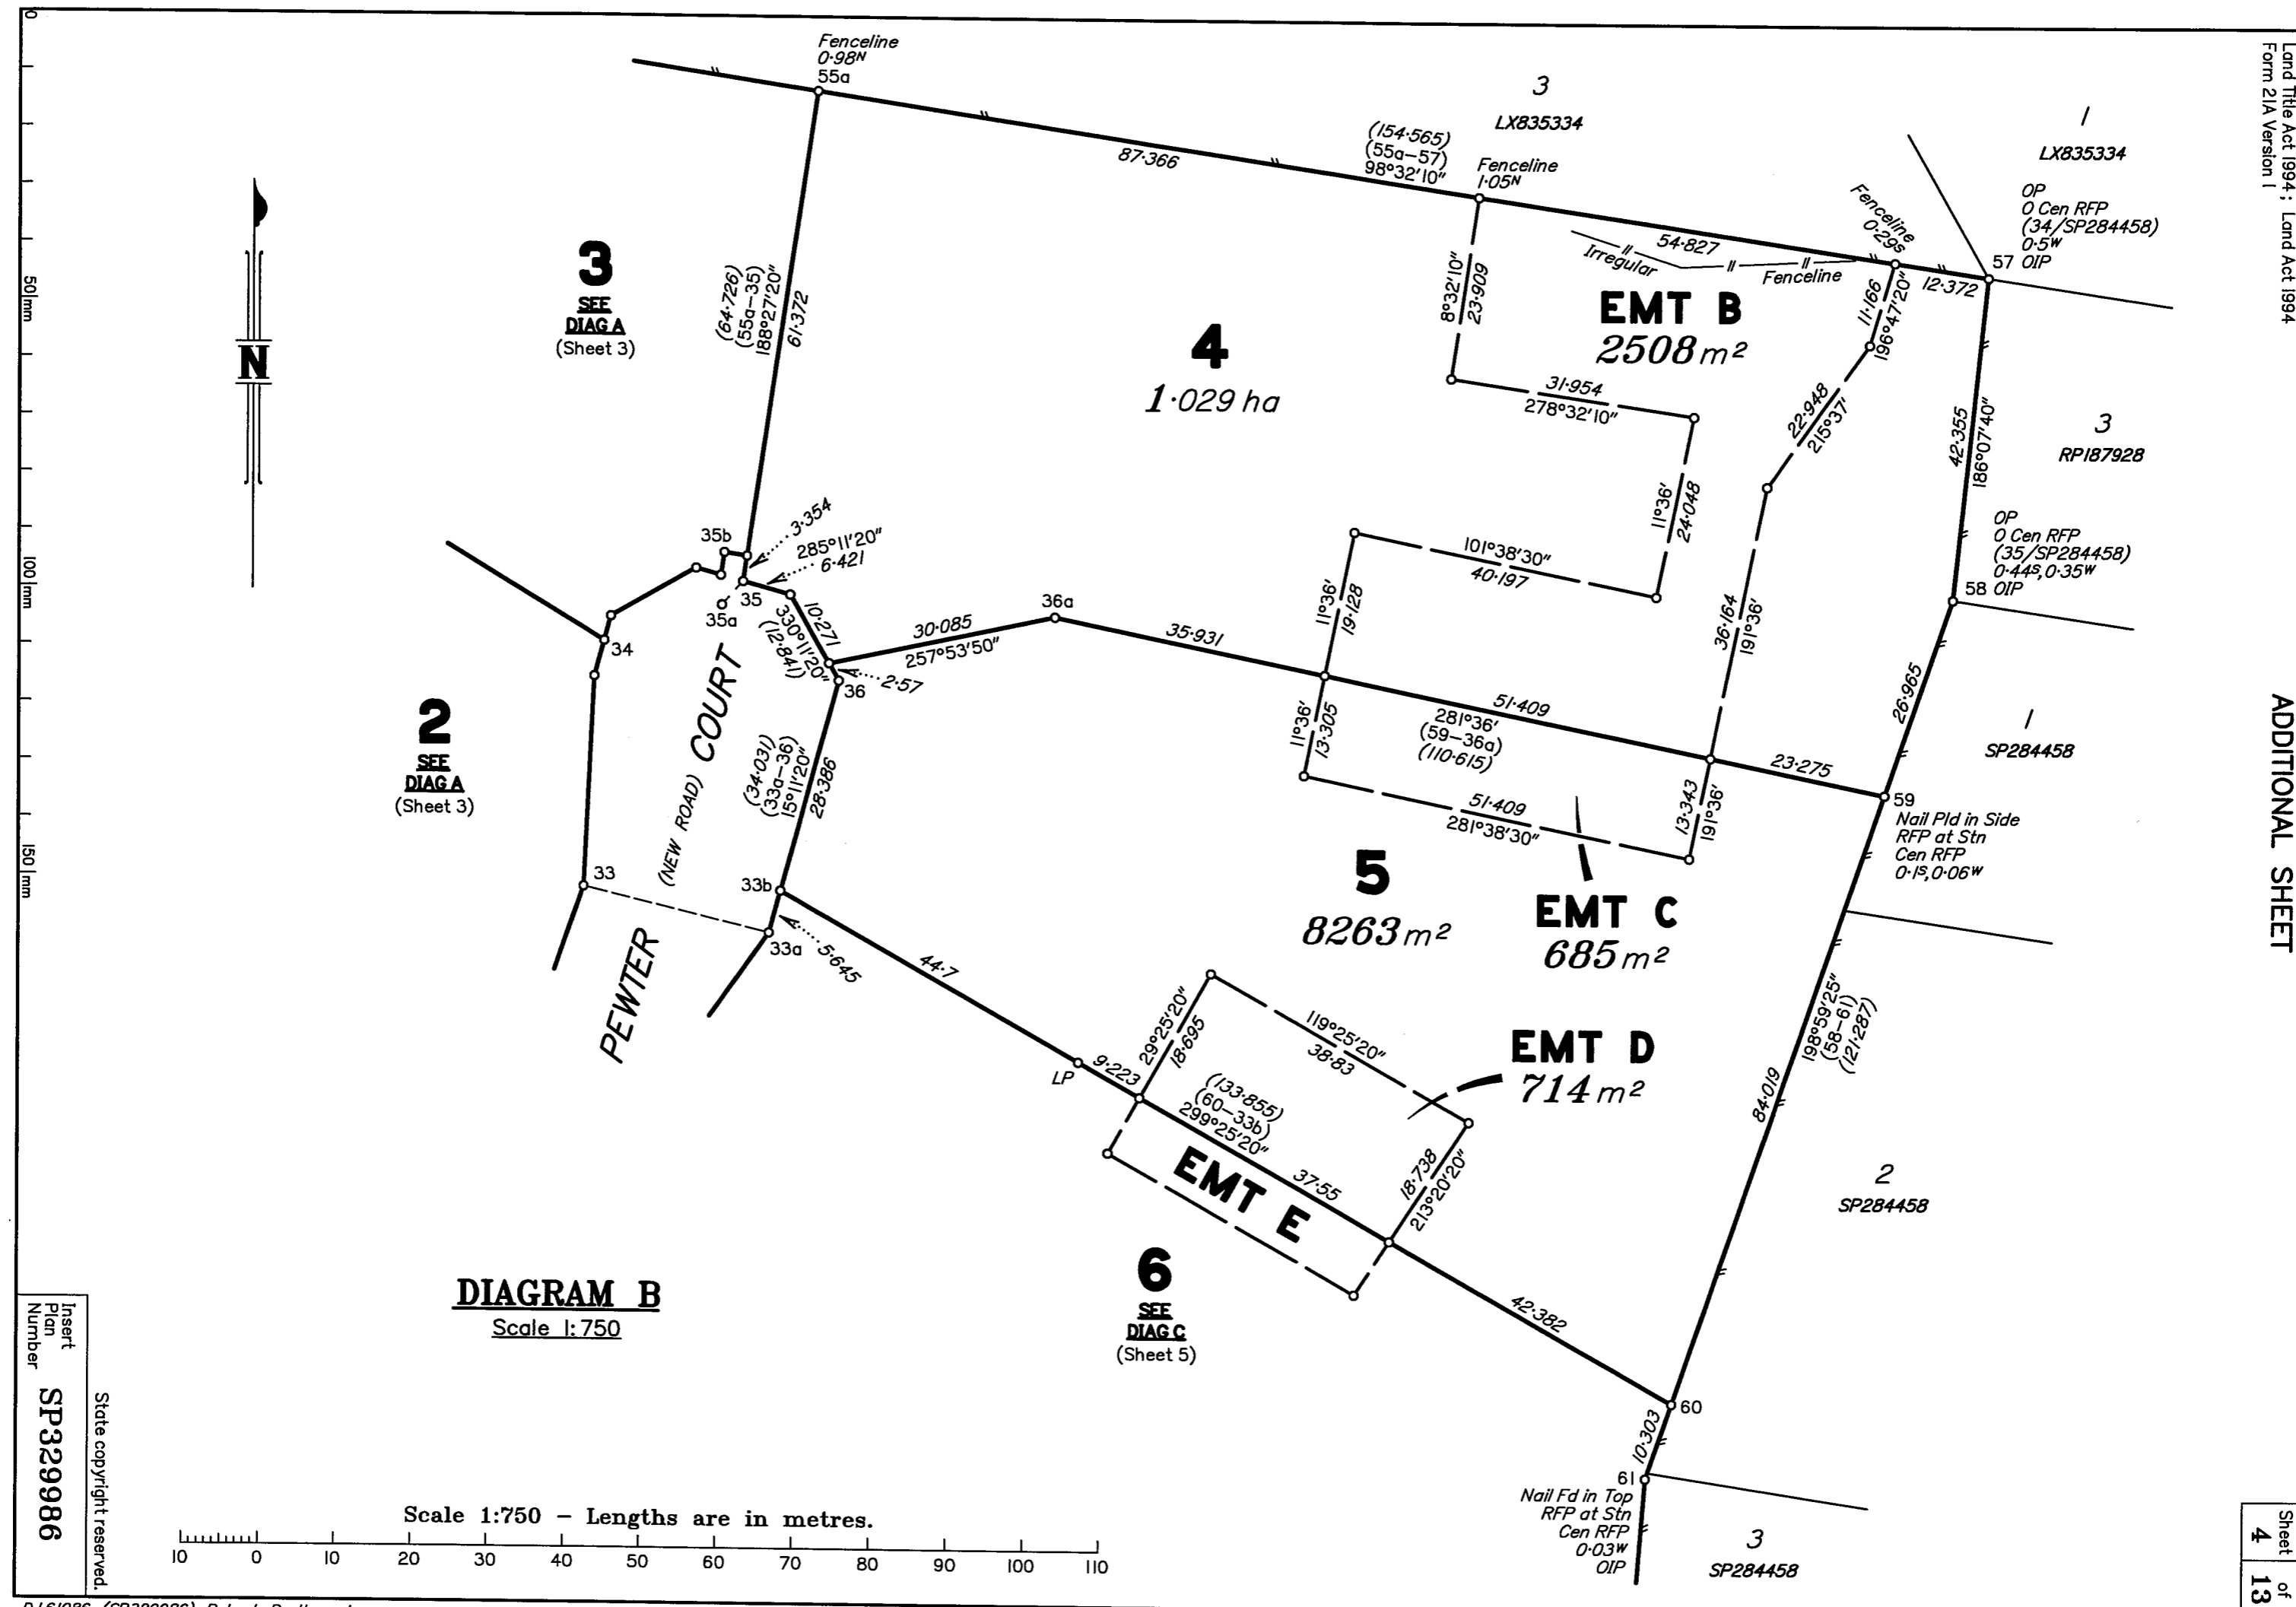 Land Title Act 1994 ; Land Act 1994
Form 21A Version 1
ADDITIONAL SHEET
Sheet
4
of
13
0
50 mm
100 mm
150 mm
N
Fenceline
0·98N
55a
87·366
(154·565)
(55a–57)
98°32'10"
3
LX835334
Fenceline
1·05N
54·827
Irregular
Fenceline
Fenceline
0·29s
1
LX835334
OP
O Cen RFP
(34/SP284458)
0·5W
57 OIP
12·372
11·166
196°47'20"
3
SEE
DIAG A
(Sheet 3)
(64·726)
(55a–35)
188°27'20"
61·372
4
1·029 ha
8°32'10"
23·909
EMT B
2508 m²
31·954
278°32'10"
22·948
215°37'
42·355
186°07'40"
3
RP187928
11°36'
24·048
OP
O Cen RFP
(35/SP284458)
0·44S,0·35W
58 OIP
35b
3·354
285°11'20"
6·421
35
35a
34
10·271
330°11'20"
(12·841)
30·085
257°53'50"
36a
35·931
2·57
36
101°38'30"
40·197
11°36'
19·128
36·164
191°36'
26·965
1
SP284458
2
SEE
DIAG A
(Sheet 3)
PEWTER
(NEW ROAD) COURT
(34·031)
(33a–36)
15°11'20"
28·386
11°36'
13·305
51·409
281°36'
(59–36a)
(110·615)
23·275
59
Nail Pld in Side
RFP at Stn
Cen RFP
0·1S,0·06W
51·409
281°38'30"
13·343
191°36'
33
33b
33a
5·645
5
8263 m²
EMT C
685 m²
44·7
LP
9·223
29°25'20"
18·695
119°25'20"
38·83
EMT D
714 m²
(133·855)
(60–33b)
299°25'20"
37·55
18·738
213°20'20"
EMT E
198°59'25"
(58–61)
(121·287)
84·019
2
SP284458
6
SEE
DIAG C
(Sheet 5)
42·382
60
10·303
61
Nail Fd in Top
RFP at Stn
Cen RFP
0·03W
OIP
3
SP284458
DIAGRAM B
Scale 1:750
Scale 1:750 – Lengths are in metres.
10 0 10 20 30 40 50 60 70 80 90 100 110
State copyright reserved.
Insert
Plan
Number
SP329986